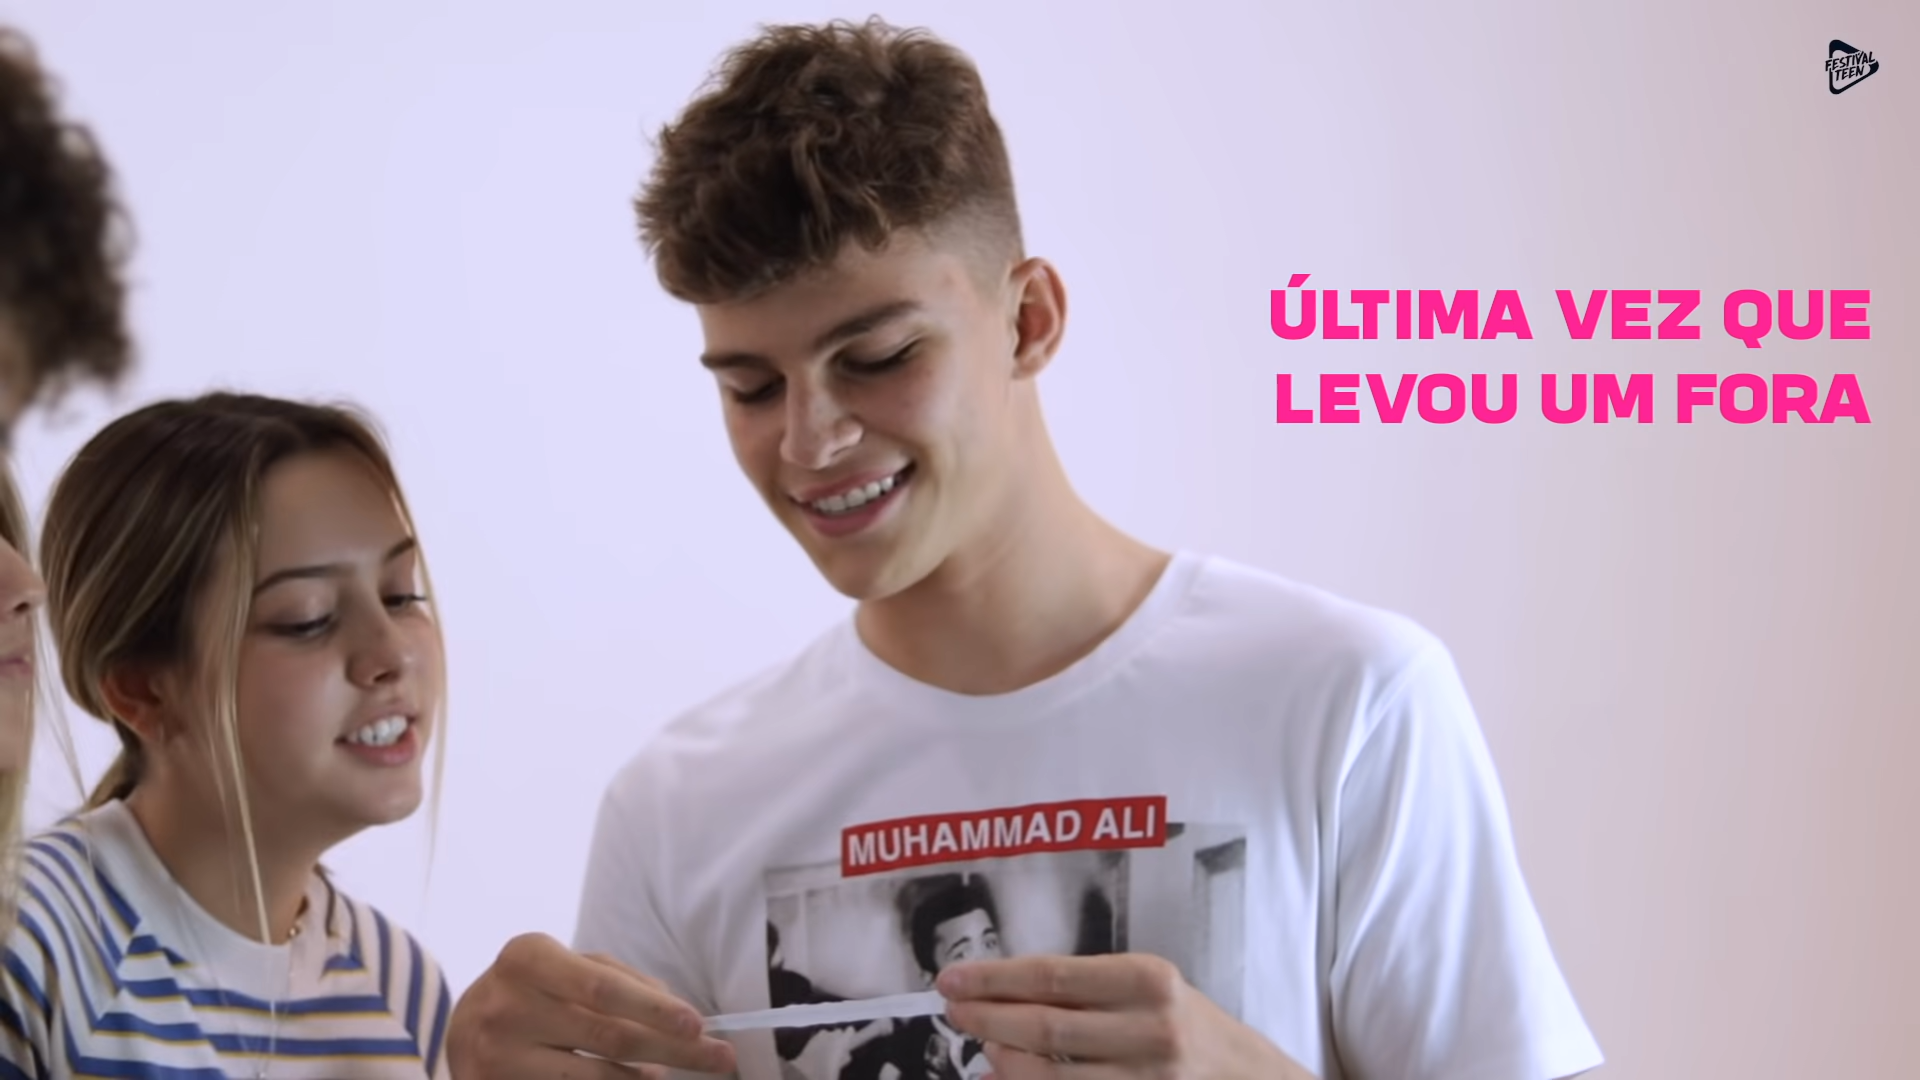 FESTIVAL
TEEN
ÚLTIMA VEZ QUE
LEVOU UM FORA
MUHAMMAD ALI